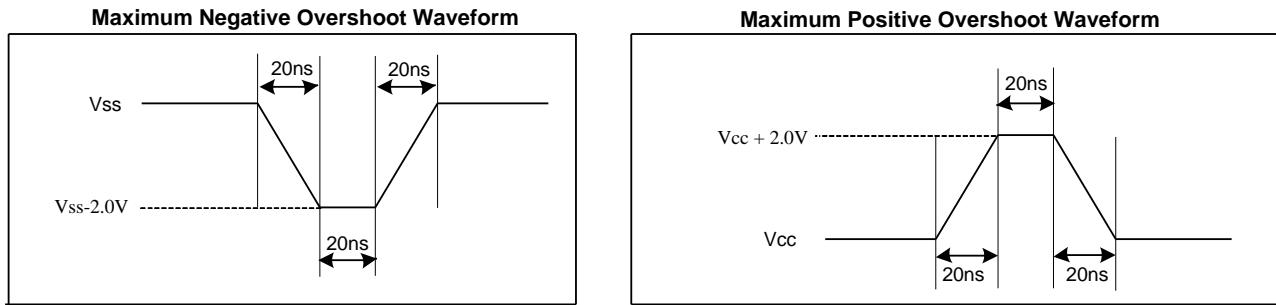 Maximum Negative Overshoot Waveform
20ns
20ns
Vss
Vss-2.0V
20ns
Maximum Positive Overshoot Waveform
20ns
Vcc + 2.0V
Vcc
20ns
20ns